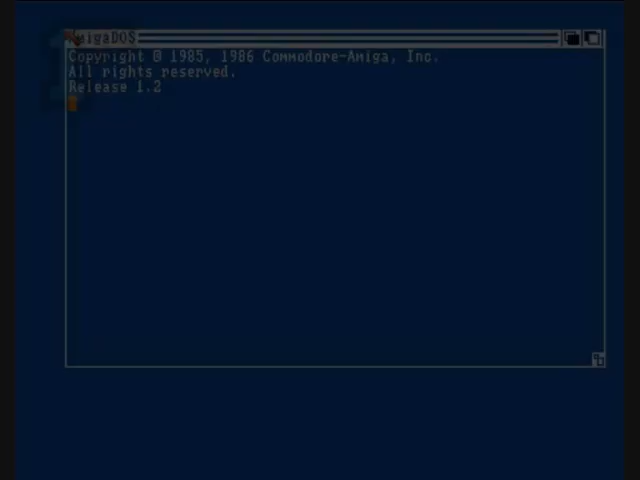 AmigaDOS
Copyright © 1985, 1986 Commodore-Amiga, Inc.
All rights reserved.
Release 1.2